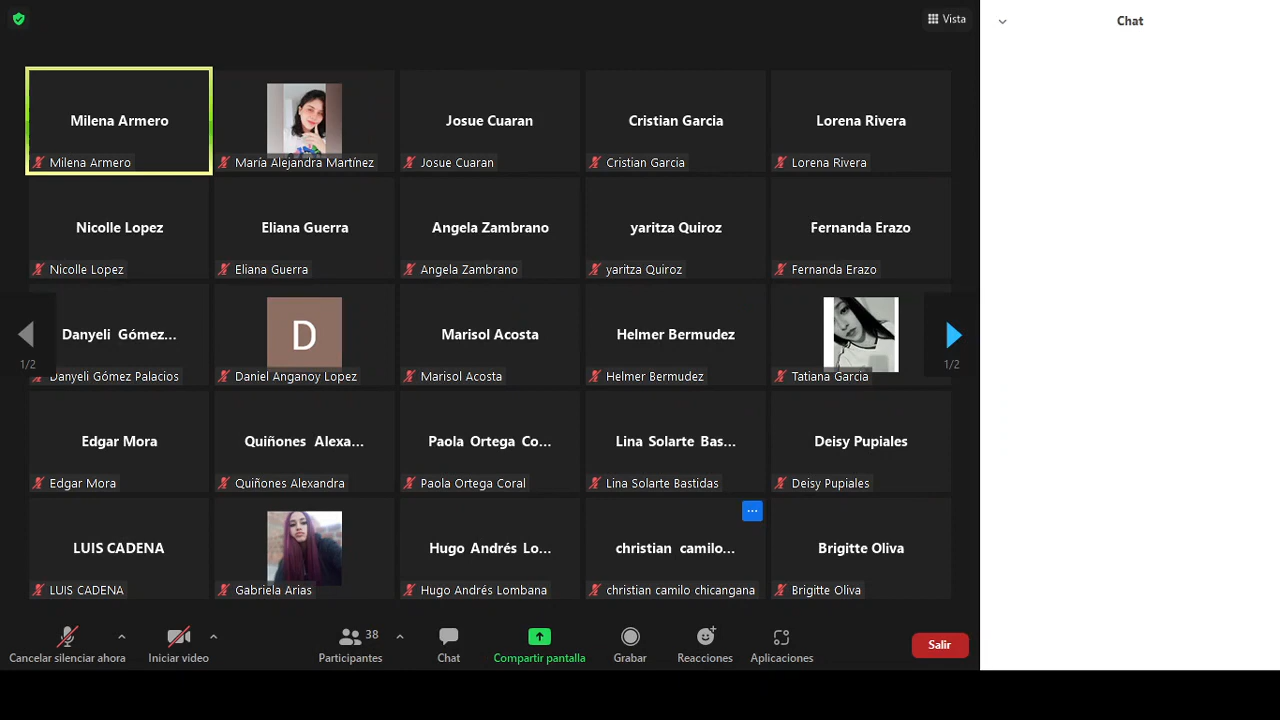 Vista
Chat
Milena Armero
Milena Armero
María Alejandra Martínez
Josue Cuaran
Josue Cuaran
Cristian Garcia
Cristian Garcia
Lorena Rivera
Lorena Rivera
Nicolle Lopez
Nicolle Lopez
Eliana Guerra
Eliana Guerra
Angela Zambrano
Angela Zambrano
yaritza Quiroz
yaritza Quiroz
Fernanda Erazo
Fernanda Erazo
1/2
Danyeli Gómez...
Danyeli Gómez Palacios
D
Daniel Anganoy Lopez
Marisol Acosta
Marisol Acosta
Helmer Bermudez
Helmer Bermudez
Tatiana García
1/2
Edgar Mora
Edgar Mora
Quiñones Alexa...
Quiñones Alexandra
Paola Ortega Co...
Paola Ortega Coral
Lina Solarte Bas...
Lina Solarte Bastidas
Deisy Pupiales
Deisy Pupiales
LUIS CADENA
LUIS CADENA
Gabriela Arias
Hugo Andrés Lo...
Hugo Andrés Lombana
christian camilo...
christian camilo chicangana
Brigitte Oliva
Brigitte Oliva
Cancelar silenciar ahora
Iniciar video
38
Participantes
Chat
Compartir pantalla
Grabar
Reacciones
Aplicaciones
Salir